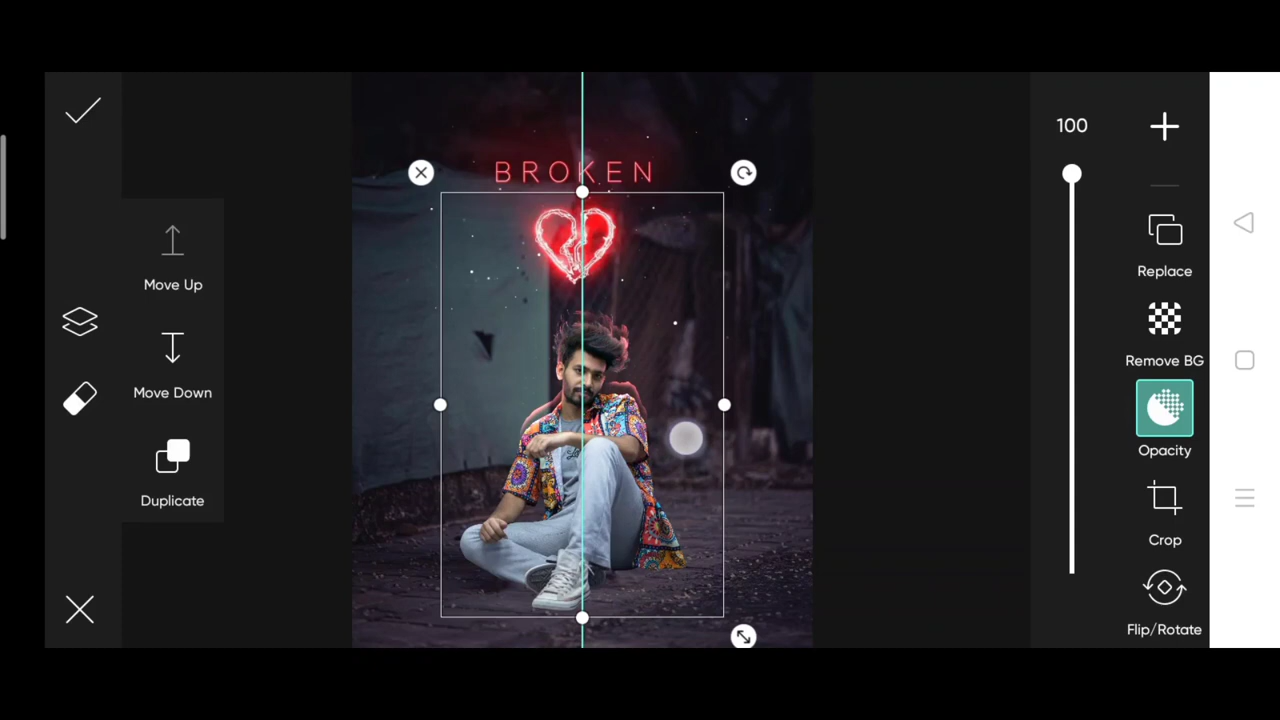 BROKEN
Move Up
Move Down
Duplicate
100
Replace
Remove BG
Opacity
Crop
Flip/Rotate